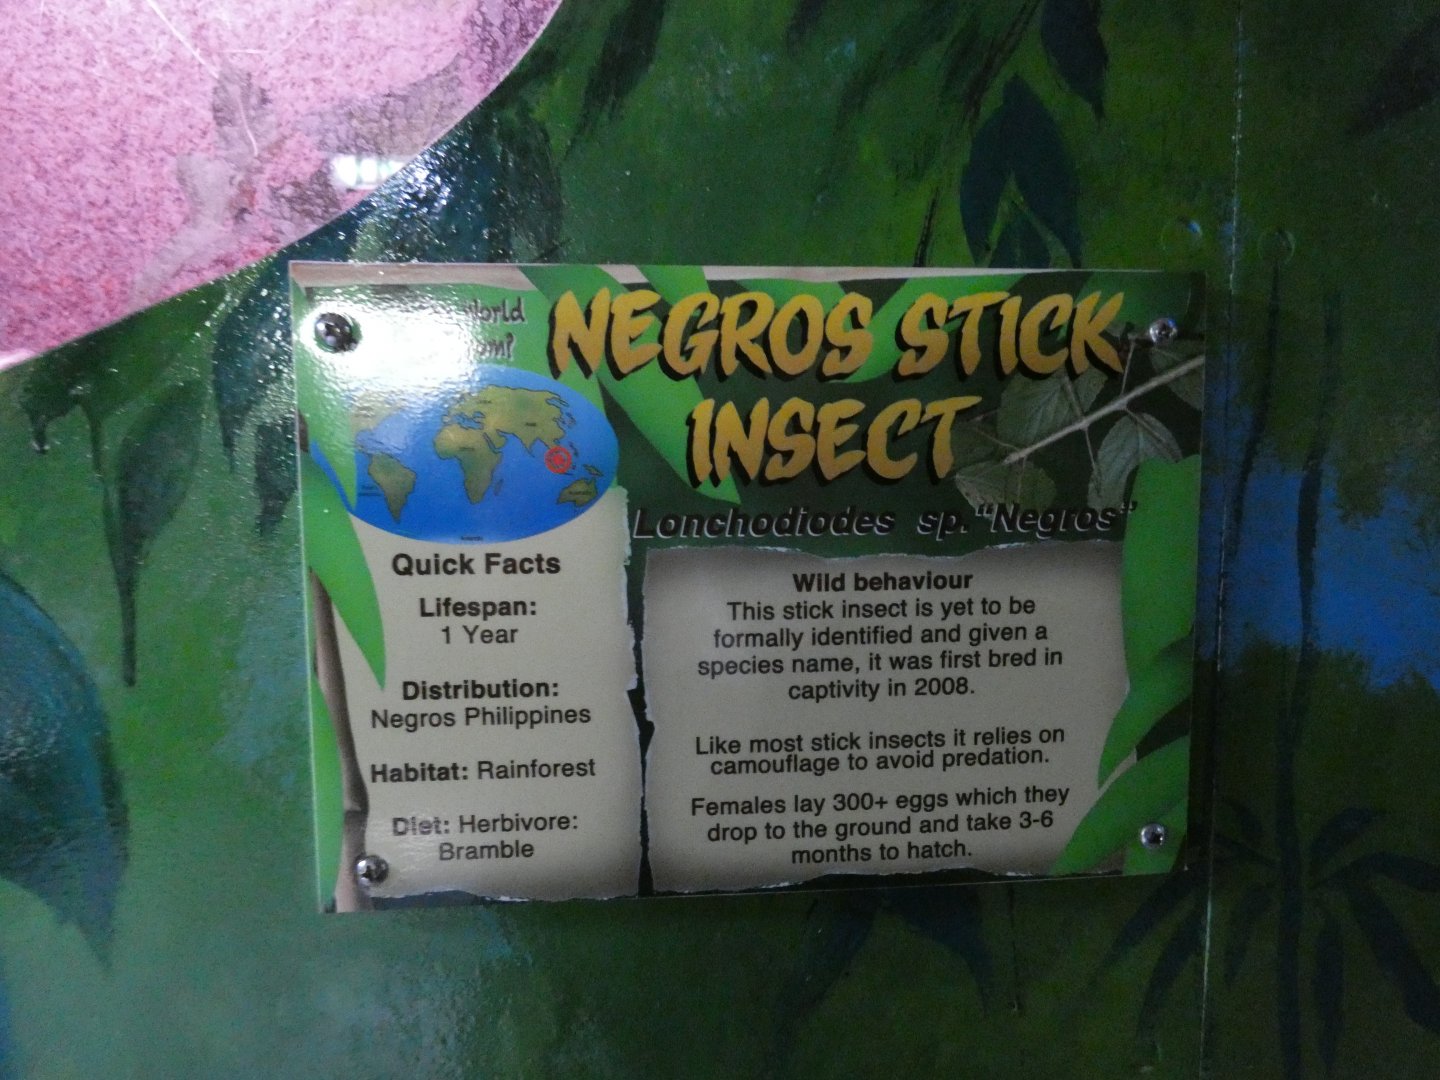 World
NEGROS STICK
INSECT
Lonchodiodes sp. “Negros”
Quick Facts
Lifespan:
1 Year
Distribution:
Negros Philippines
Habitat: Rainforest
Diet: Herbivore:
Bramble
Wild behaviour
This stick insect is yet to be
formally identified and given a
species name, it was first bred in
captivity in 2008.
Like most stick insects it relies on
camouflage to avoid predation.
Females lay 300+ eggs which they
drop to the ground and take 3-6
months to hatch.